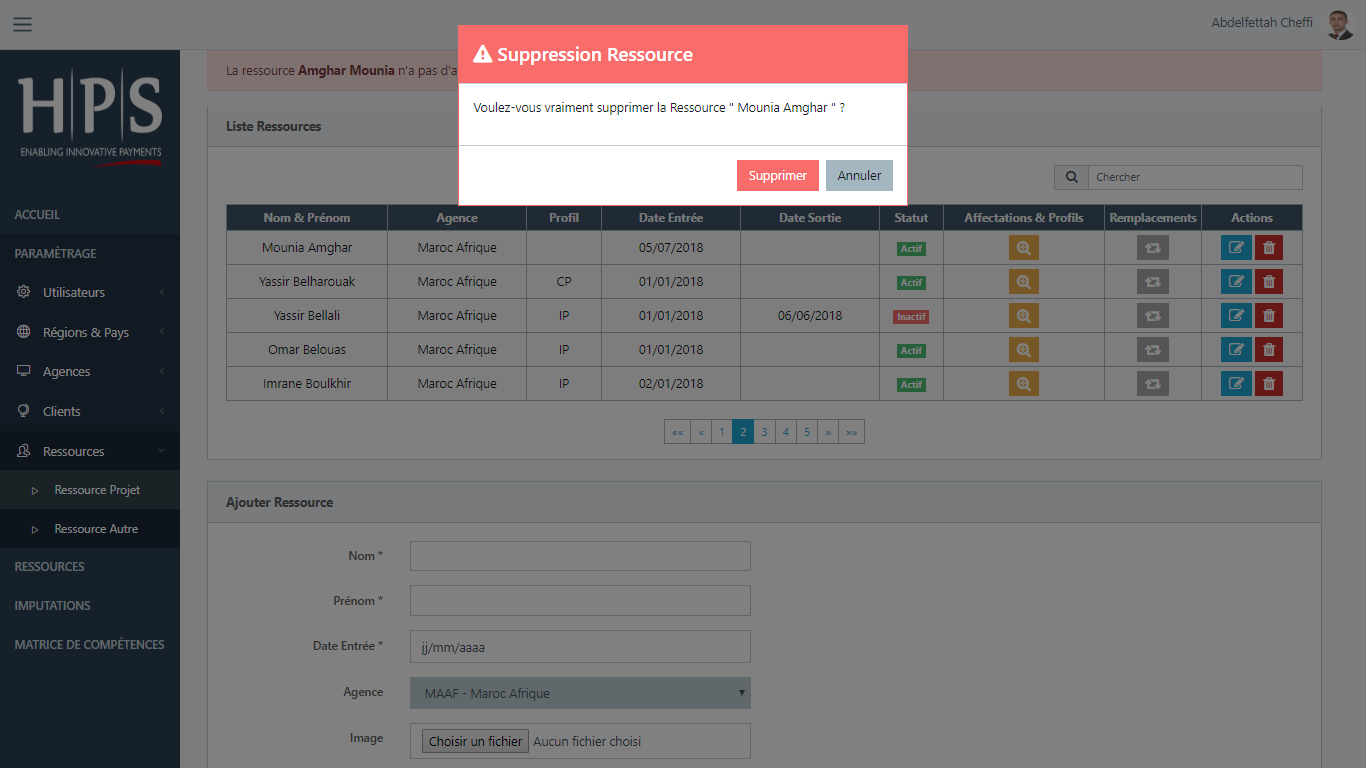 Abdelfettah Cheffi
HPS
ENABLING INNOVATIVE PAYMENTS
ACCUEIL
PARAMÈTRAGE
Utilisateurs
Régions & Pays
Agences
Clients
Ressources
Ressource Projet
Ressource Autre
RESSOURCES
IMPUTATIONS
MATRICE DE COMPÉTENCES
La ressource Amghar Mounia n'a pas d'a
Suppression Ressource
Voulez-vous vraiment supprimer la Ressource " Mounia Amghar " ?
Supprimer Annuler
Liste Ressources
Chercher
Nom & Prénom Agence Profil Date Entrée Date Sortie Statut Affectations & Profils Remplacements Actions
Mounia Amghar Maroc Afrique 05/07/2018 Actif
Yassir Belharouak Maroc Afrique CP 01/01/2018 Actif
Yassir Bellali Maroc Afrique IP 01/01/2018 06/06/2018 Inactif
Omar Belouas Maroc Afrique IP 01/01/2018 Actif
Imrane Boulkhir Maroc Afrique IP 02/01/2018 Actif
«« « 1 2 3 4 5 » »»
Ajouter Ressource
Nom *
Prénom *
Date Entrée * jj/mm/aaaa
Agence MAAF - Maroc Afrique
Image Choisir un fichier Aucun fichier choisi